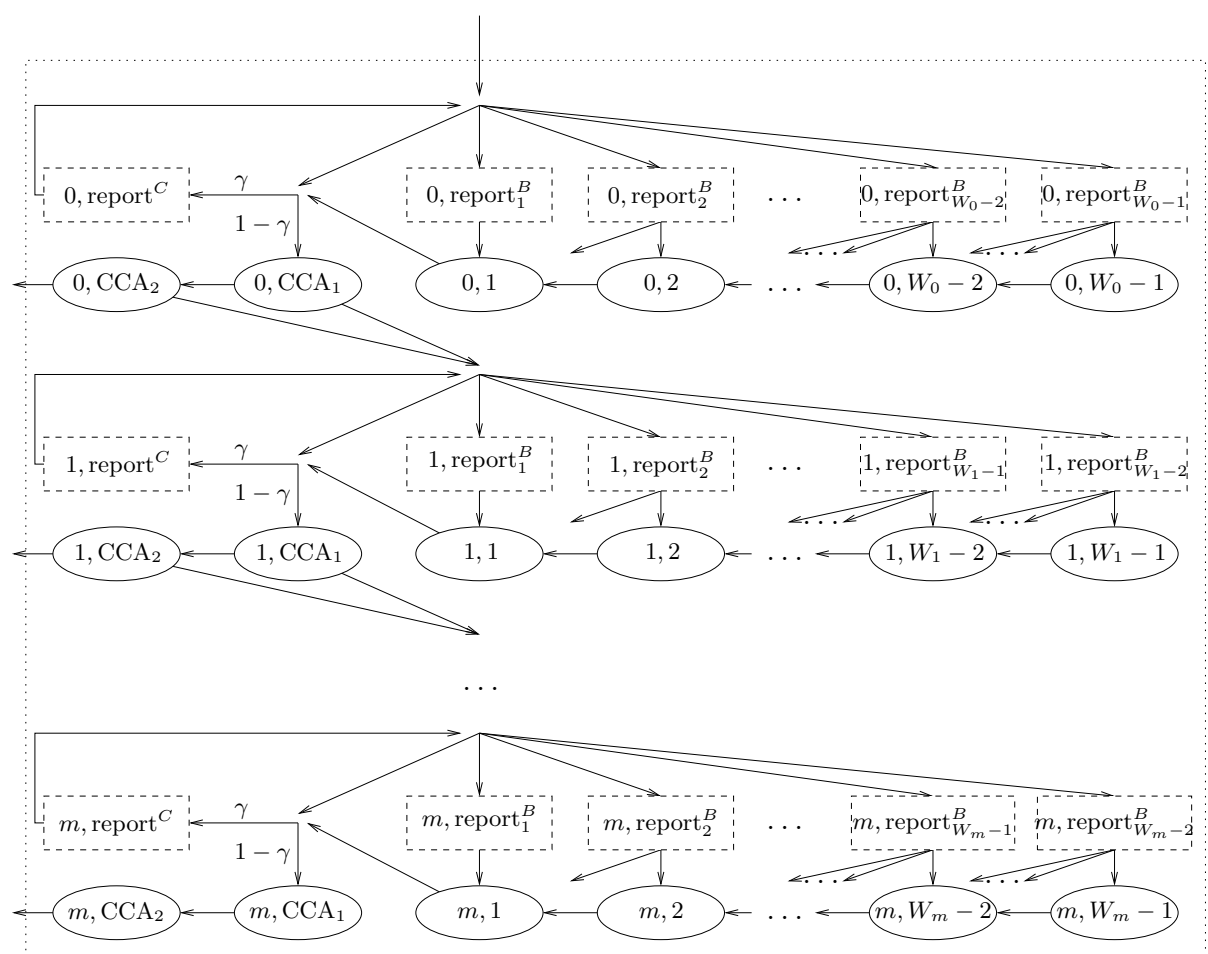 γ
0, report^C 0, report^B_1 0, report^B_2 . . . 0, report^B_{W_0−2} 0, report^B_{W_0−1}
1 − γ
. . . . . .
0, CCA_2 0, CCA_1 0, 1 0, 2 . . . 0, W_0 − 2 0, W_0 − 1
γ
1, report^C 1, report^B_1 1, report^B_2 . . . 1, report^B_{W_1−1} 1, report^B_{W_1−2}
1 − γ
. . . . . .
1, CCA_2 1, CCA_1 1, 1 1, 2 . . . 1, W_1 − 2 1, W_1 − 1
. . .
γ
m, report^C m, report^B_1 m, report^B_2 . . . m, report^B_{W_m−1} m, report^B_{W_m−2}
1 − γ
. . . . . .
m, CCA_2 m, CCA_1 m, 1 m, 2 . . . m, W_m − 2 m, W_m − 1